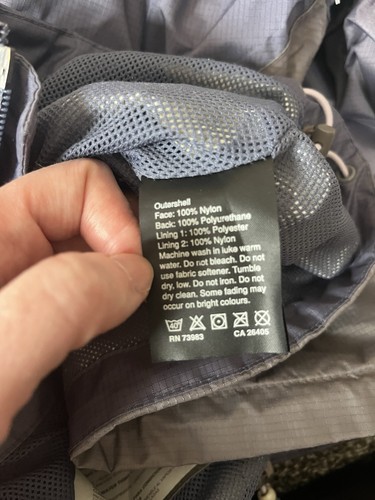 Outershell
Face: 100% Nylon
Back: 100% Polyurethane
Lining 1: 100% Polyester
Lining 2: 100% Nylon
Machine wash in luke warm
water. Do not bleach. Do not
use fabric softener. Tumble
dry, low. Do not iron. Do not
dry clean. Some fading may
occur on bright colours.
40
RN 73983 CA 26405